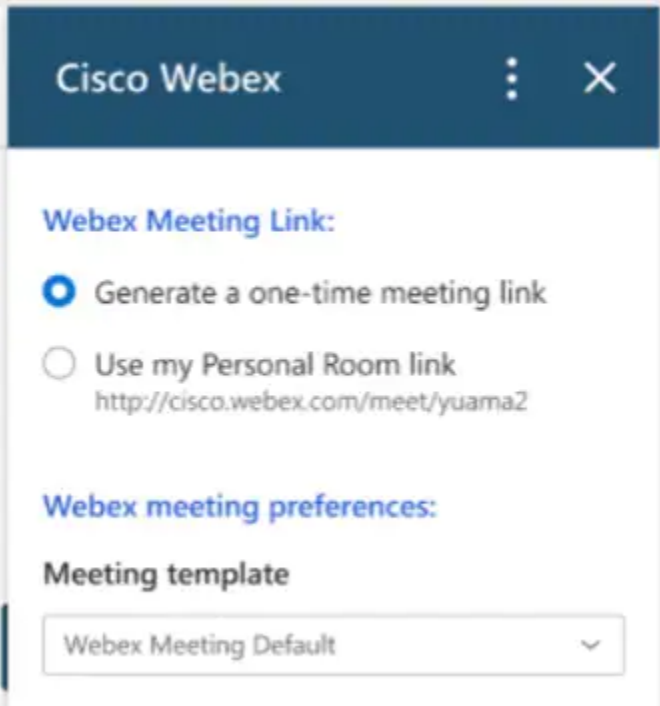 Cisco Webex
Webex Meeting Link:
Generate a one-time meeting link
Use my Personal Room link
http://cisco.webex.com/meet/yuama2
Webex meeting preferences:
Meeting template
Webex Meeting Default